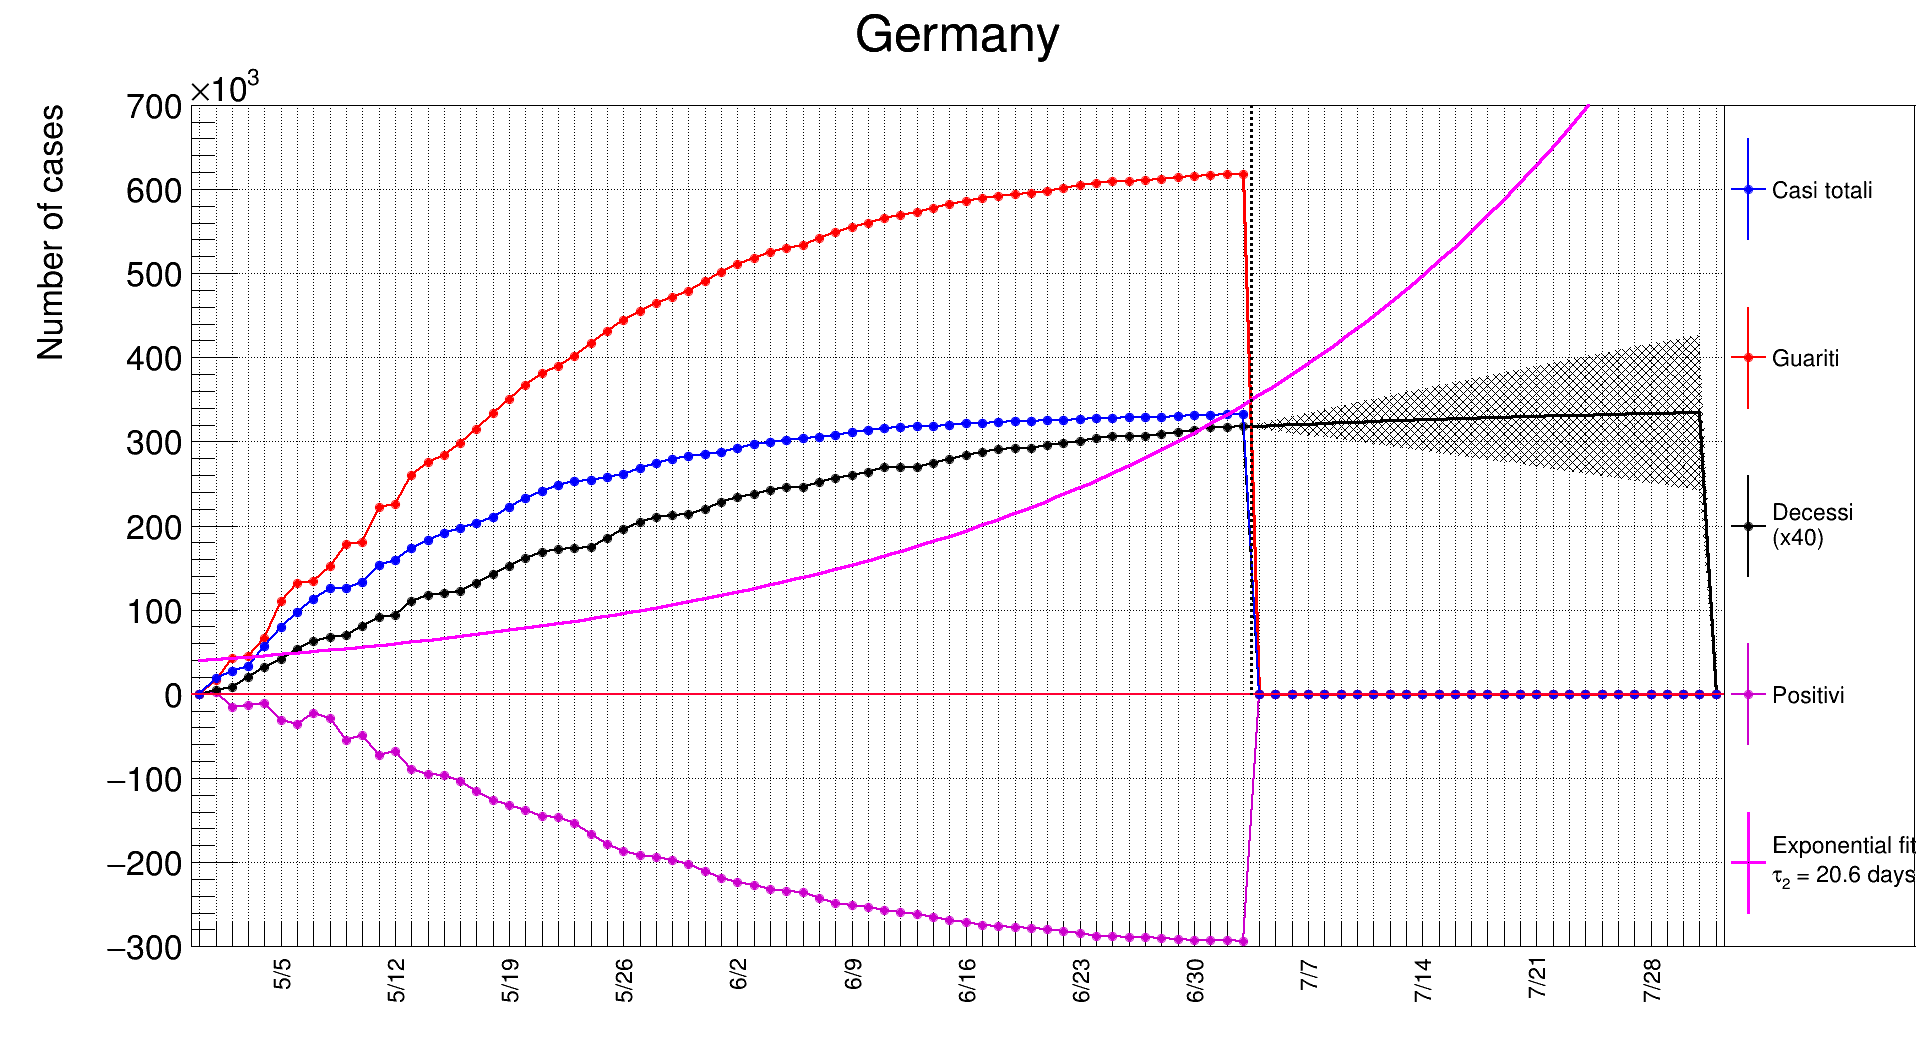 Germany
×10³
Number of cases
700
600
500
400
300
200
100
0
−100
−200
−300
5/5
5/12
5/19
5/26
6/2
6/9
6/16
6/23
6/30
7/7
7/14
7/21
7/28
Casi totali
Guariti
Decessi
(x40)
Positivi
Exponential fit
τ₂ = 20.6 days